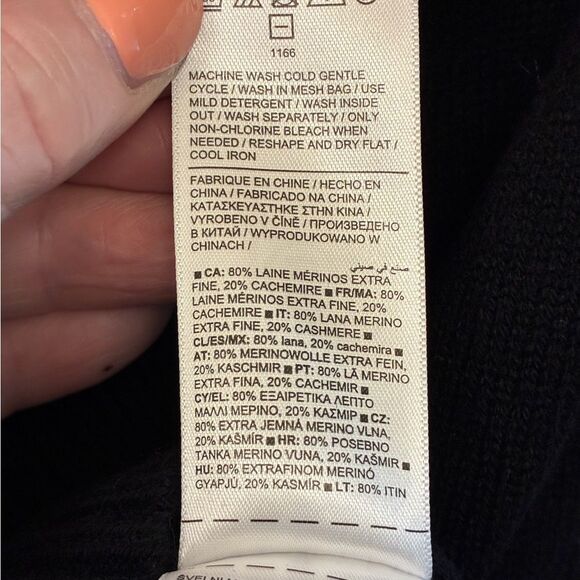 1166
MACHINE WASH COLD GENTLE
CYCLE / WASH IN MESH BAG / USE
MILD DETERGENT / WASH INSIDE
OUT / WASH SEPARATELY / ONLY
NON-CHLORINE BLEACH WHEN
NEEDED / RESHAPE AND DRY FLAT /
COOL IRON
FABRIQUE EN CHINE / HECHO EN
CHINA / FABRICADO NA CHINA /
ΚΑΤΑΣΚΕΥΑΣΤΗΚΕ ΣΤΗΝ ΚΙΝΑ /
VYROBENO V ČÍNĚ / ПРОИЗВЕДЕНО
В КИТАЙ / WYPRODUKOWANO W
CHINACH /
صنع في صيني
■ CA: 80% LAINE MÉRINOS EXTRA
FINE, 20% CACHEMIRE ■ FR/MA: 80%
LAINE MÉRINOS EXTRA FINE, 20%
CACHEMIRE ■ IT: 80% LANA MERINO
EXTRA FINE, 20% CASHMERE ■
CL/ES/MX: 80% lana, 20% cachemira ■
AT: 80% MERINOWOLLE EXTRA FEIN,
20% KASCHMIR ■ PT: 80% LÃ MERINO
EXTRA FINA, 20% CACHEMIR ■
CY/EL: 80% ΕΞΑΙΡΕΤΙΚΑ ΛΕΠΤΟ
ΜΑΛΛΙ ΜΕΡΙΝΟ, 20% ΚΑΣΜΙΡ ■ CZ:
80% EXTRA JEMNÁ MERINO VLNA,
20% KAŠMÍR ■ HR: 80% POSEBNO
TANKA MERINO VUNA, 20% KAŠMIR ■
HU: 80% EXTRAFINOM MERINÓ
GYAPJÚ, 20% KASMÍR ■ LT: 80% ITIN